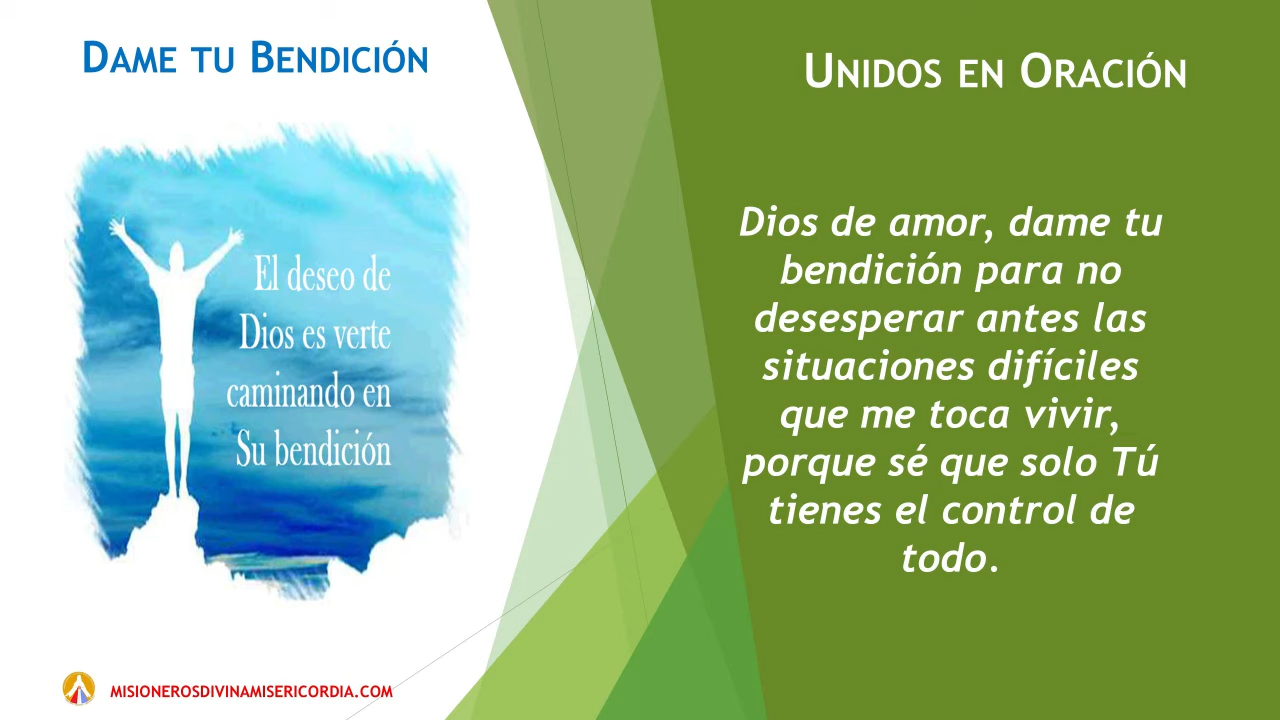 Dame tu Bendición
El deseo de
Dios es verte
caminando en
Su bendición
MISIONEROSDIVINAMISERICORDIA.COM
Unidos en Oración
Dios de amor, dame tu
bendición para no
desesperar antes las
situaciones difíciles
que me toca vivir,
porque sé que solo Tú
tienes el control de
todo.